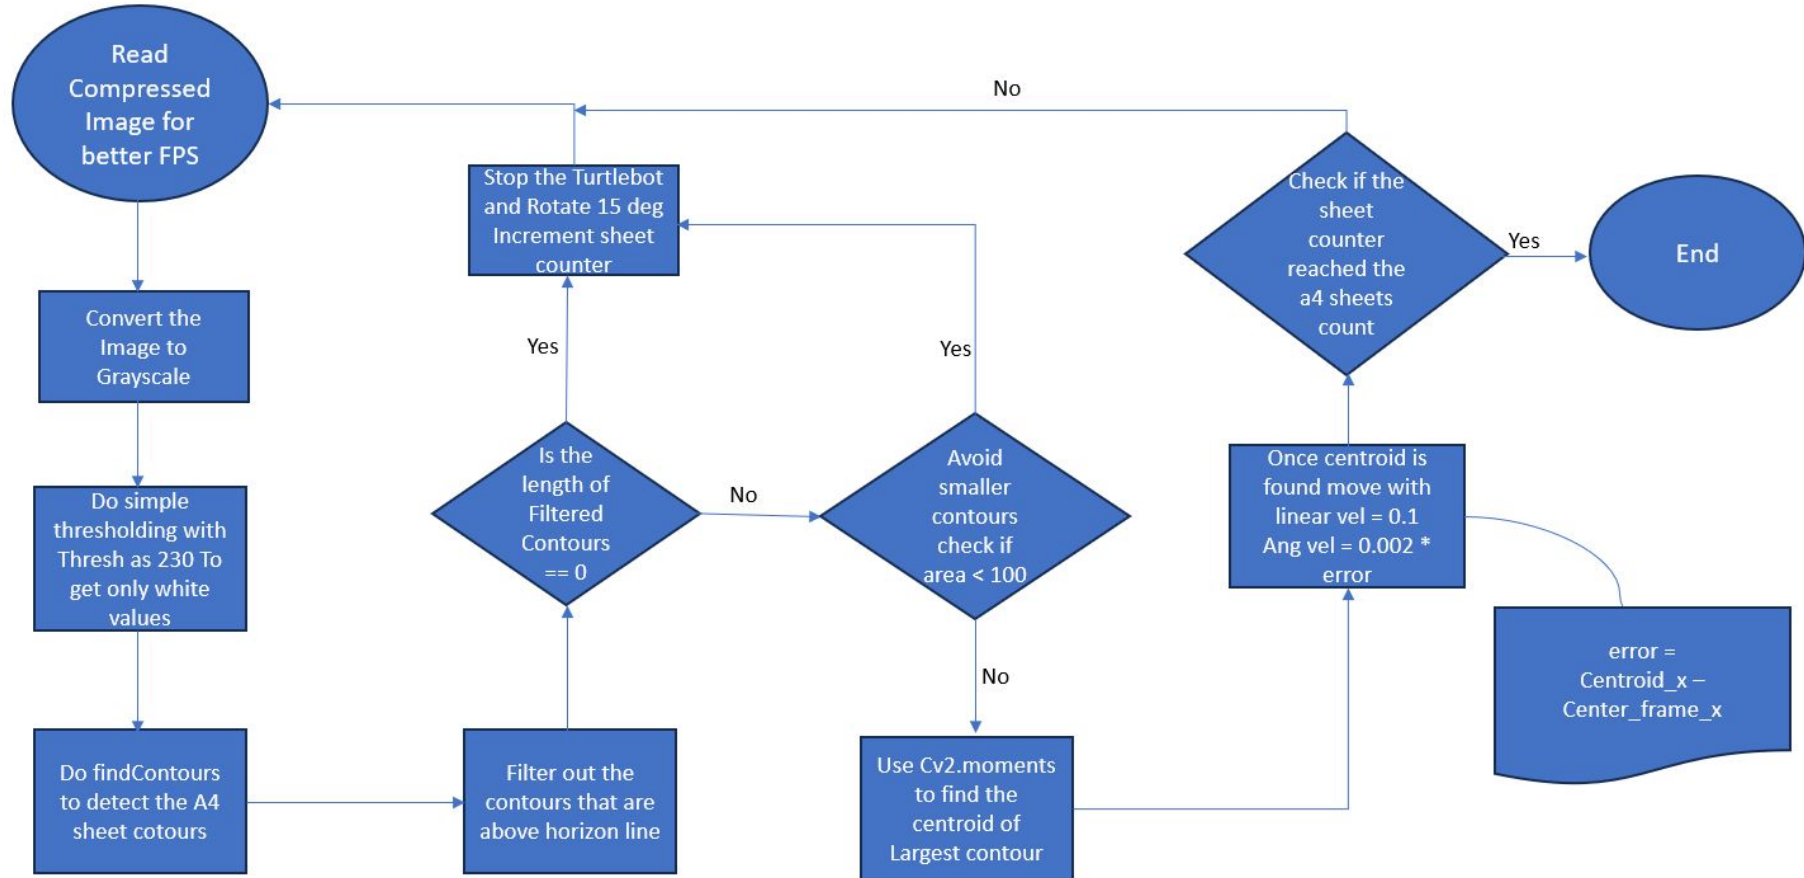 Read
Compressed
Image for
better FPS
Convert the
Image to
Grayscale
Do simple
thresholding with
Thresh as 230 To
get only white
values
Do findContours
to detect the A4
sheet cotours
Filter out the
contours that are
above horizon line
Is the
length of
Filtered
Contours
== 0
Yes
No
Stop the Turtlebot
and Rotate 15 deg
Increment sheet
counter
Avoid
smaller
contours
check if
area < 100
Yes
No
Use Cv2.moments
to find the
centroid of
Largest contour
Once centroid is
found move with
linear vel = 0.1
Ang vel = 0.002 *
error
error =
Centroid_x –
Center_frame_x
Check if the
sheet
counter
reached the
a4 sheets
count
No
Yes
End